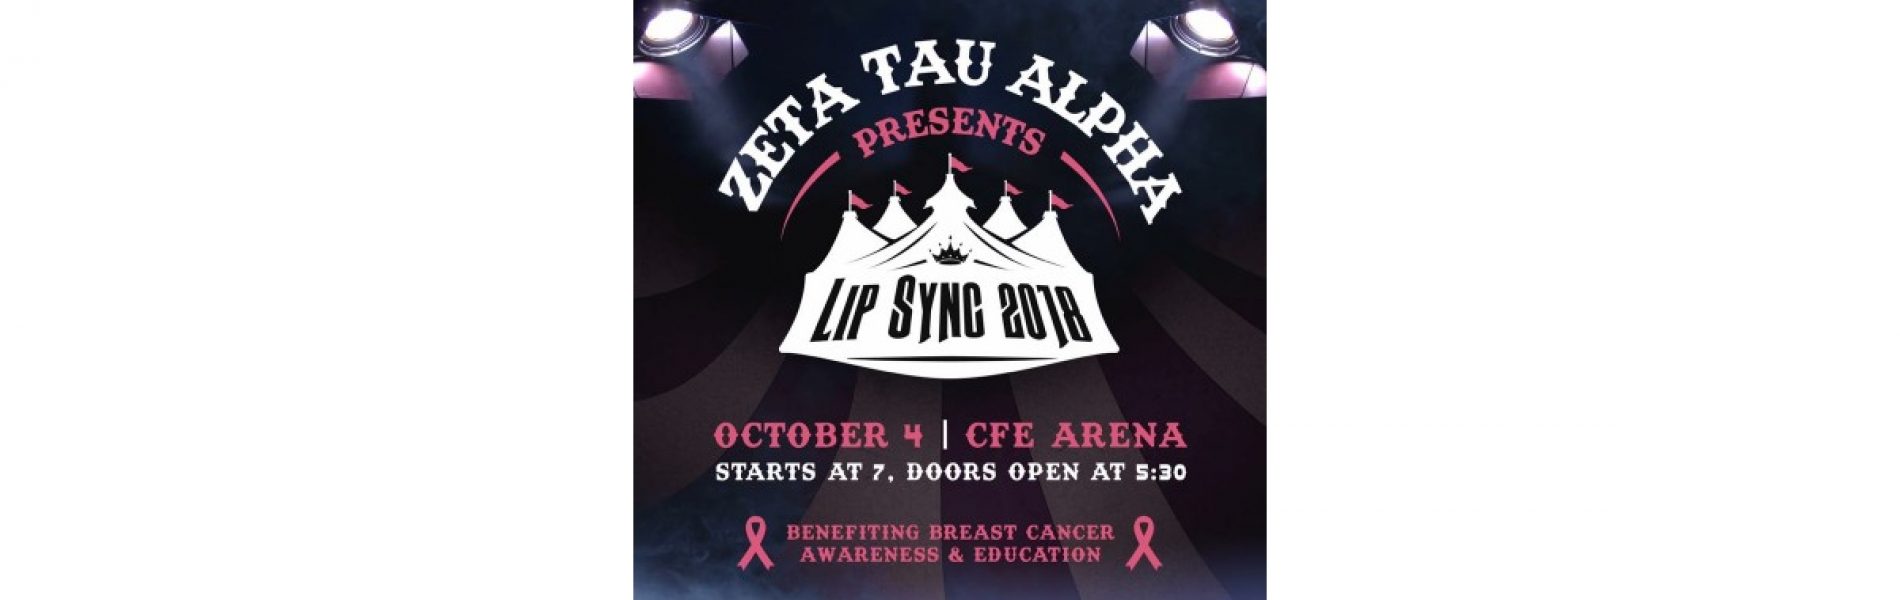 ZETA TAU ALPHA
PRESENTS
LIP SYNC 2018
OCTOBER 4 | CFE ARENA
STARTS AT 7, DOORS OPEN AT 5:30
BENEFITING BREAST CANCER
AWARENESS & EDUCATION